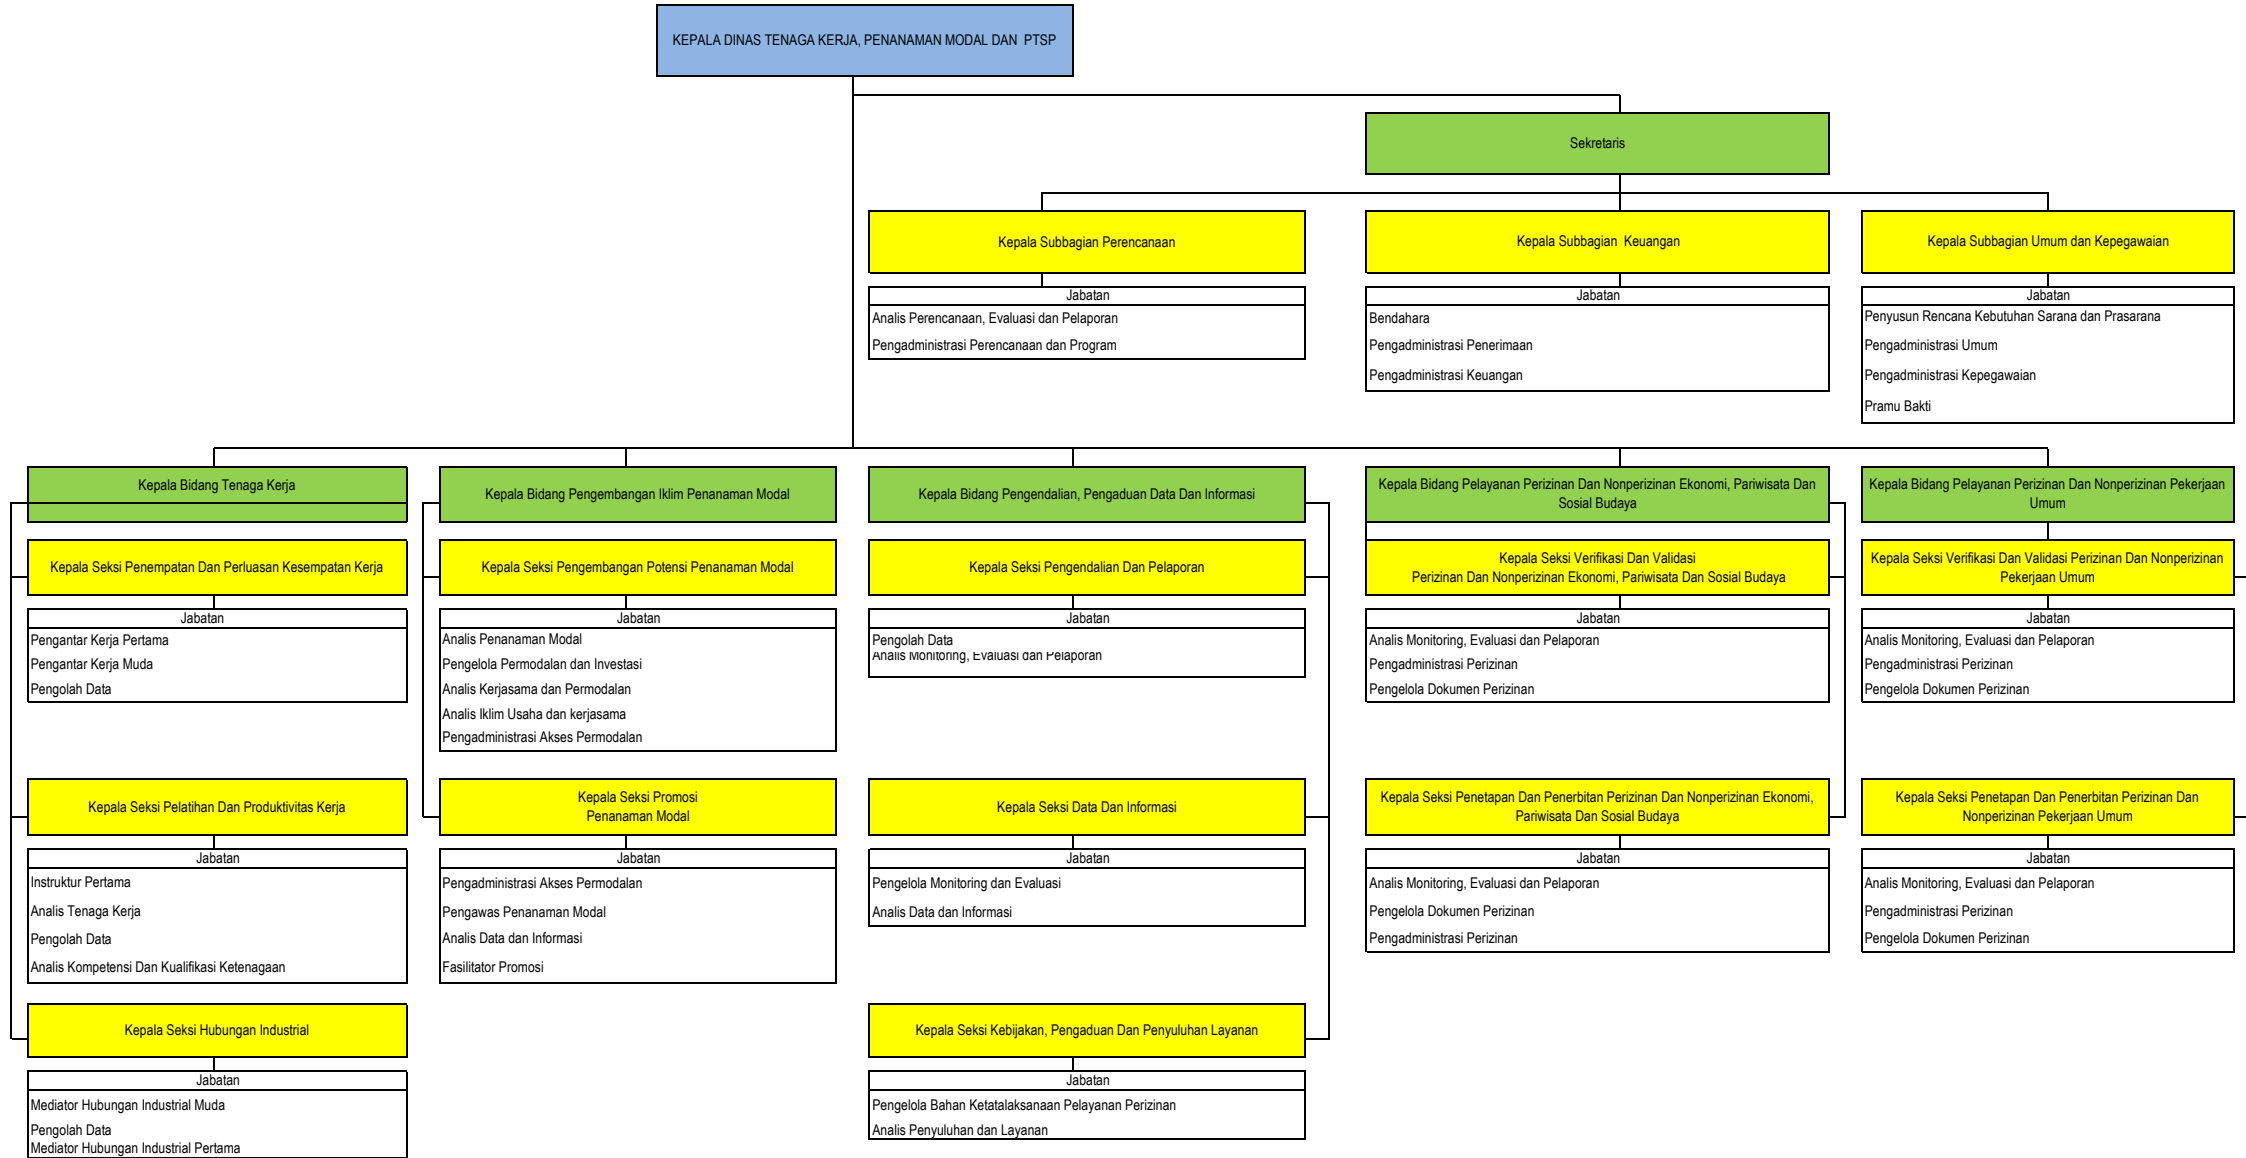 KEPALA DINAS TENAGA KERJA, PENANAMAN MODAL DAN PTSP
Sekretaris
Kepala Subbagian Perencanaan
Jabatan
Analis Perencanaan, Evaluasi dan Pelaporan
Pengadministrasi Perencanaan dan Program
Kepala Subbagian Keuangan
Jabatan
Bendahara
Pengadministrasi Penerimaan
Pengadministrasi Keuangan
Kepala Subbagian Umum dan Kepegawaian
Jabatan
Penyusun Rencana Kebutuhan Sarana dan Prasarana
Pengadministrasi Umum
Pengadministrasi Kepegawaian
Pramu Bakti
Kepala Bidang Tenaga Kerja
Kepala Seksi Penempatan Dan Perluasan Kesempatan Kerja
Jabatan
Pengantar Kerja Pertama
Pengantar Kerja Muda
Pengolah Data
Kepala Seksi Pelatihan Dan Produktivitas Kerja
Jabatan
Instruktur Pertama
Analis Tenaga Kerja
Pengolah Data
Analis Kompetensi Dan Kualifikasi Ketenagaan
Kepala Seksi Hubungan Industrial
Jabatan
Mediator Hubungan Industrial Muda
Pengolah Data
Mediator Hubungan Industrial Pertama
Kepala Bidang Pengembangan Iklim Penanaman Modal
Kepala Seksi Pengembangan Potensi Penanaman Modal
Jabatan
Analis Penanaman Modal
Pengelola Permodalan dan Investasi
Analis Kerjasama dan Permodalan
Analis Iklim Usaha dan kerjasama
Pengadministrasi Akses Permodalan
Kepala Seksi Promosi
Penanaman Modal
Jabatan
Pengadministrasi Akses Permodalan
Pengawas Penanaman Modal
Analis Data dan Informasi
Fasilitator Promosi
Kepala Bidang Pengendalian, Pengaduan Data Dan Informasi
Kepala Seksi Pengendalian Dan Pelaporan
Jabatan
Pengolah Data
Analis Monitoring, Evaluasi dan Pelaporan
Kepala Seksi Data Dan Informasi
Jabatan
Pengelola Monitoring dan Evaluasi
Analis Data dan Informasi
Kepala Seksi Kebijakan, Pengaduan Dan Penyuluhan Layanan
Jabatan
Pengelola Bahan Ketatalaksanaan Pelayanan Perizinan
Analis Penyuluhan dan Layanan
Kepala Bidang Pelayanan Perizinan Dan Nonperizinan Ekonomi, Pariwisata Dan
Sosial Budaya
Kepala Seksi Verifikasi Dan Validasi
Perizinan Dan Nonperizinan Ekonomi, Pariwisata Dan Sosial Budaya
Jabatan
Analis Monitoring, Evaluasi dan Pelaporan
Pengadministrasi Perizinan
Pengelola Dokumen Perizinan
Kepala Seksi Penetapan Dan Penerbitan Perizinan Dan Nonperizinan Ekonomi,
Pariwisata Dan Sosial Budaya
Jabatan
Analis Monitoring, Evaluasi dan Pelaporan
Pengelola Dokumen Perizinan
Pengadministrasi Perizinan
Kepala Bidang Pelayanan Perizinan Dan Nonperizinan Pekerjaan
Umum
Kepala Seksi Verifikasi Dan Validasi Perizinan Dan Nonperizinan
Pekerjaan Umum
Jabatan
Analis Monitoring, Evaluasi dan Pelaporan
Pengadministrasi Perizinan
Pengelola Dokumen Perizinan
Kepala Seksi Penetapan Dan Penerbitan Perizinan Dan
Nonperizinan Pekerjaan Umum
Jabatan
Analis Monitoring, Evaluasi dan Pelaporan
Pengadministrasi Perizinan
Pengelola Dokumen Perizinan